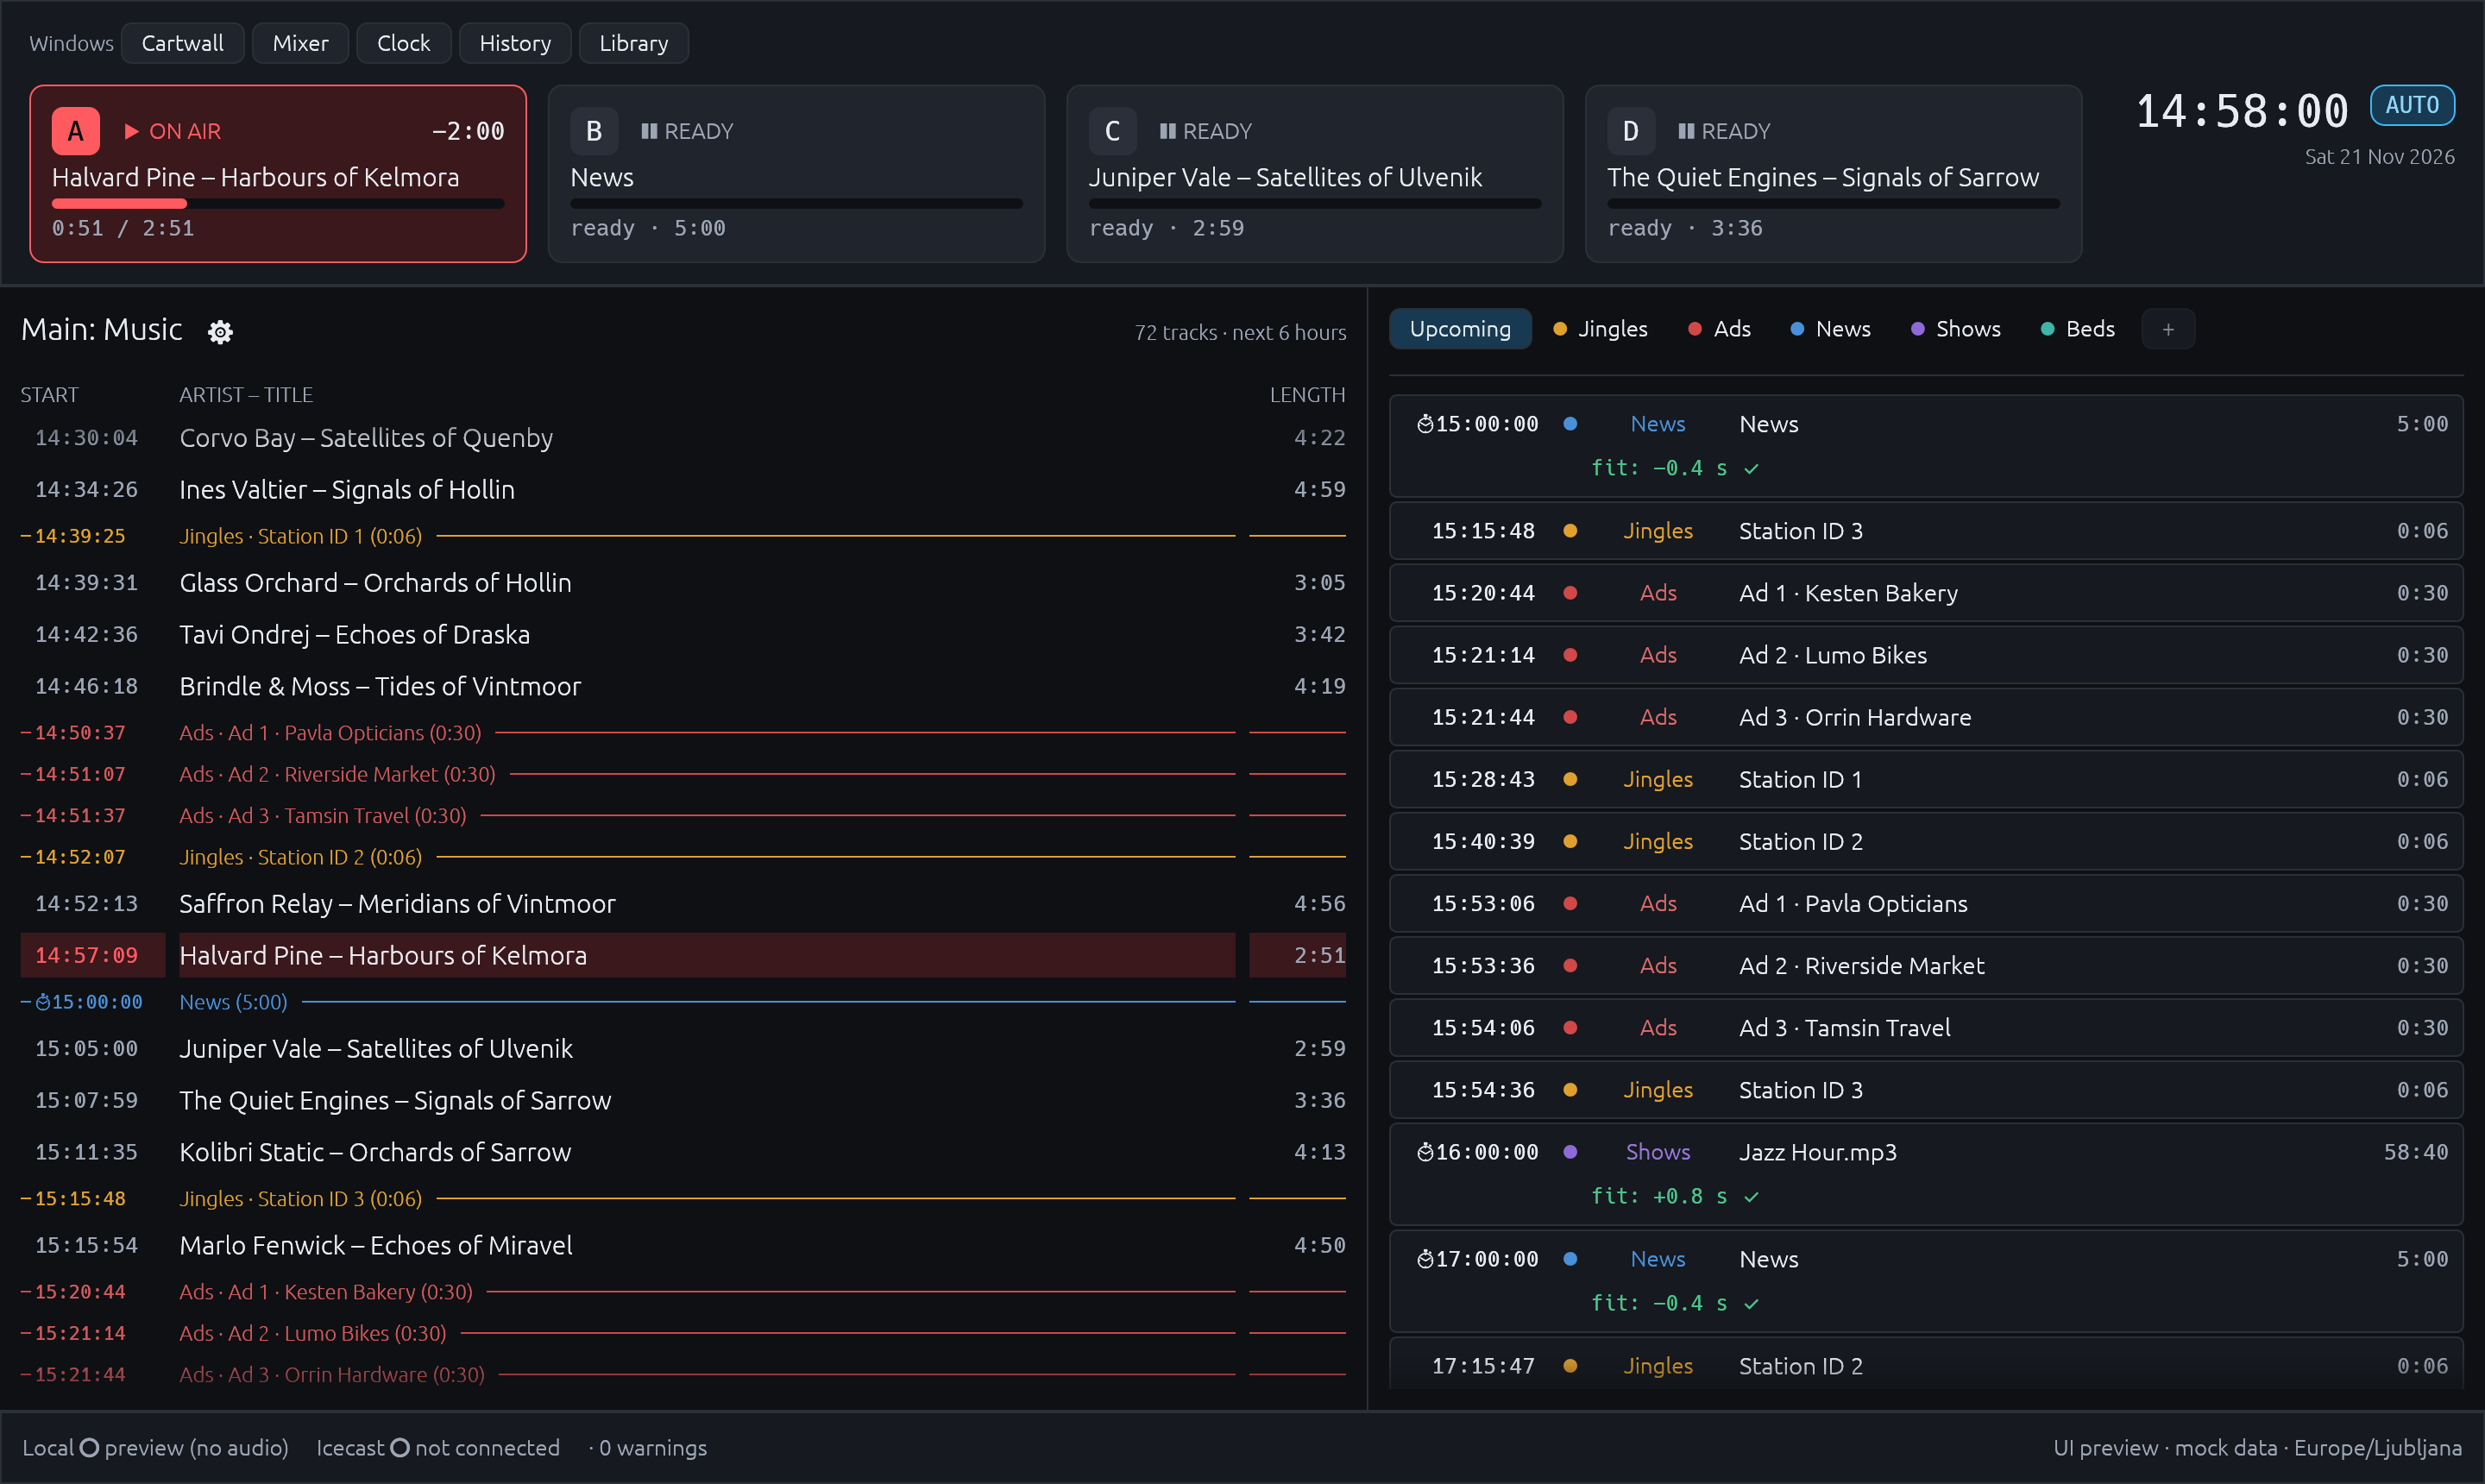 Windows Cartwall Mixer Clock History Library
A ▶ ON AIR −2:00
Halvard Pine – Harbours of Kelmora
0:51 / 2:51
B READY
News
ready · 5:00
C READY
Juniper Vale – Satellites of Ulvenik
ready · 2:59
D READY
The Quiet Engines – Signals of Sarrow
ready · 3:36
14:58:00 AUTO
Sat 21 Nov 2026
Main: Music
72 tracks · next 6 hours
START ARTIST – TITLE LENGTH
14:30:04 Corvo Bay – Satellites of Quenby 4:22
14:34:26 Ines Valtier – Signals of Hollin 4:59
14:39:25 Jingles · Station ID 1 (0:06)
14:39:31 Glass Orchard – Orchards of Hollin 3:05
14:42:36 Tavi Ondrej – Echoes of Draska 3:42
14:46:18 Brindle & Moss – Tides of Vintmoor 4:19
14:50:37 Ads · Ad 1 · Pavla Opticians (0:30)
14:51:07 Ads · Ad 2 · Riverside Market (0:30)
14:51:37 Ads · Ad 3 · Tamsin Travel (0:30)
14:52:07 Jingles · Station ID 2 (0:06)
14:52:13 Saffron Relay – Meridians of Vintmoor 4:56
14:57:09 Halvard Pine – Harbours of Kelmora 2:51
15:00:00 News (5:00)
15:05:00 Juniper Vale – Satellites of Ulvenik 2:59
15:07:59 The Quiet Engines – Signals of Sarrow 3:36
15:11:35 Kolibri Static – Orchards of Sarrow 4:13
15:15:48 Jingles · Station ID 3 (0:06)
15:15:54 Marlo Fenwick – Echoes of Miravel 4:50
15:20:44 Ads · Ad 1 · Kesten Bakery (0:30)
15:21:14 Ads · Ad 2 · Lumo Bikes (0:30)
15:21:44 Ads · Ad 3 · Orrin Hardware (0:30)
Upcoming Jingles Ads News Shows Beds +
15:00:00 News News 5:00
fit: −0.4 s ✓
15:15:48 Jingles Station ID 3 0:06
15:20:44 Ads Ad 1 · Kesten Bakery 0:30
15:21:14 Ads Ad 2 · Lumo Bikes 0:30
15:21:44 Ads Ad 3 · Orrin Hardware 0:30
15:28:43 Jingles Station ID 1 0:06
15:40:39 Jingles Station ID 2 0:06
15:53:06 Ads Ad 1 · Pavla Opticians 0:30
15:53:36 Ads Ad 2 · Riverside Market 0:30
15:54:06 Ads Ad 3 · Tamsin Travel 0:30
15:54:36 Jingles Station ID 3 0:06
16:00:00 Shows Jazz Hour.mp3 58:40
fit: +0.8 s ✓
17:00:00 News News 5:00
fit: −0.4 s ✓
17:15:47 Jingles Station ID 2 0:06
Local preview (no audio) Icecast not connected · 0 warnings
UI preview · mock data · Europe/Ljubljana